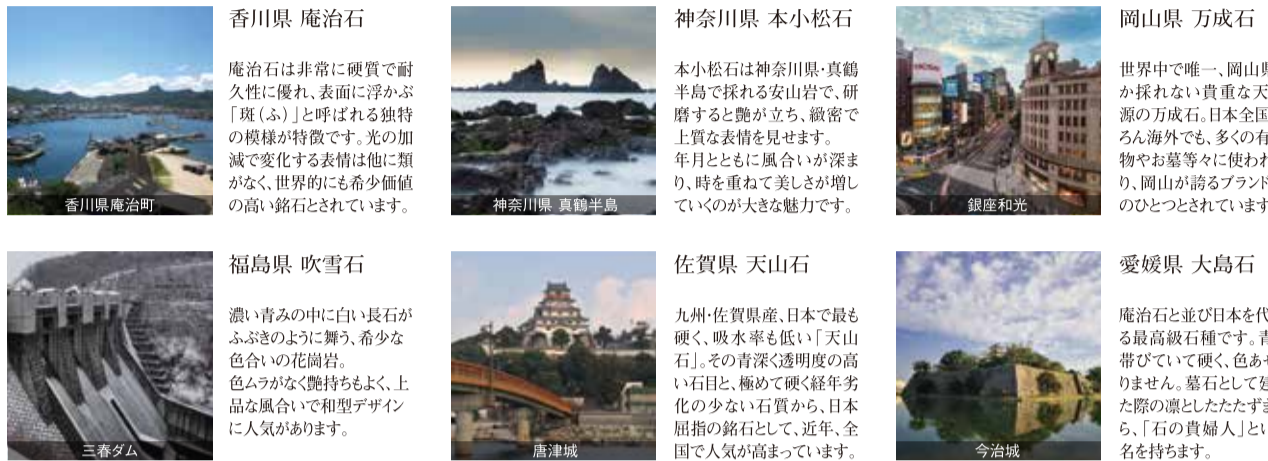 香川県 庵治石
庵治石は非常に硬質で耐
久性に優れ、表面に浮かぶ
「斑(ふ)」と呼ばれる独特
の模様が特徴です。光の加
減で変化する表情は他に類
がなく、世界的にも希少価値
の高い銘石とされています。
香川県庵治町
神奈川県 本小松石
本小松石は神奈川県・真鶴
半島で採れる安山岩で、研
磨すると艶が立ち、緻密で
上質な表情を見せます。
年月とともに風合いが深ま
り、時を重ねて美しさが増し
ていくのが大きな魅力です。
神奈川県 真鶴半島
岡山県 万成石
世界中で唯一、岡山県
か採れない貴重な天
源の万成石。日本全国
ろん海外でも、多くの有
物やお墓等々に使われ
り、岡山が誇るブランド
のひとつとされています
銀座和光
福島県 吹雪石
濃い青みの中に白い長石が
ふぶきのように舞う、希少な
色合いの花崗岩。
色ムラがなく艶持ちもよく、上
品な風合いで和型デザイン
に人気があります。
三春ダム
佐賀県 天山石
九州・佐賀県産、日本で最も
硬く、吸水率も低い「天山
石」。その青深く透明度の高
い石目と、極めて硬く経年劣
化の少ない石質から、日本
屈指の銘石として、近年、全
国で人気が高まっています。
唐津城
愛媛県 大島石
庵治石と並び日本を代
る最高級石種です。青
帯びていて硬く、色あせ
りません。墓石として建
た際の凛としたたたずま
ら、「石の貴婦人」とい
名を持ちます。
今治城